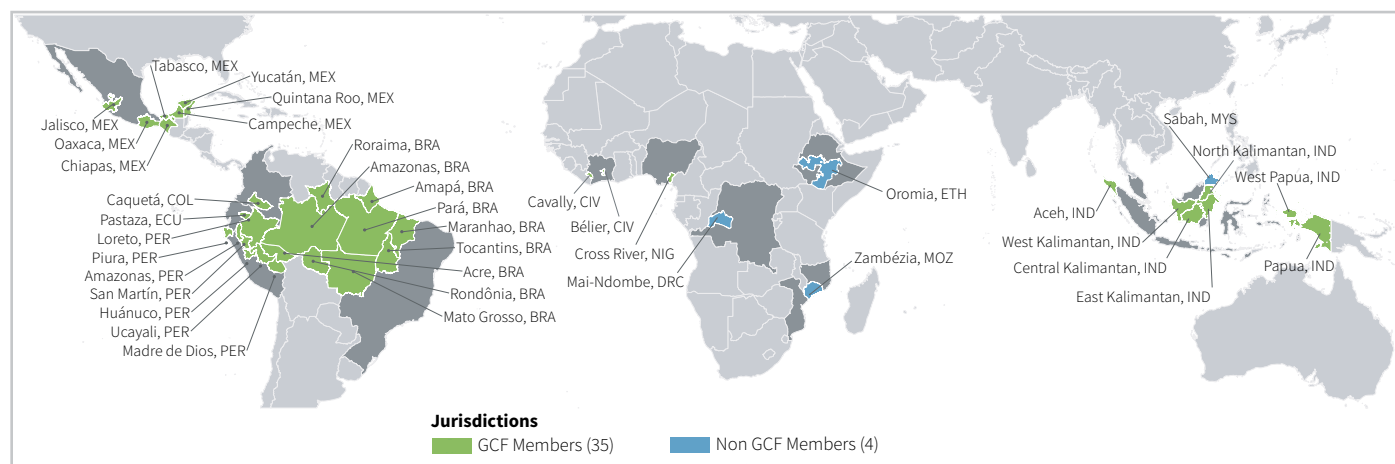 Tabasco, MEX
Yucatán, MEX
Quintana Roo, MEX
Campeche, MEX
Jalisco, MEX
Oaxaca, MEX
Chiapas, MEX
Roraima, BRA
Amazonas, BRA
Amapá, BRA
Pará, BRA
Maranhao, BRA
Tocantins, BRA
Acre, BRA
Rondônia, BRA
Mato Grosso, BRA
Caquetá, COL
Pastaza, ECU
Loreto, PER
Piura, PER
Amazonas, PER
San Martín, PER
Huánuco, PER
Ucayali, PER
Madre de Dios, PER
Cavally, CIV
Bélier, CIV
Cross River, NIG
Mai-Ndombe, DRC
Oromia, ETH
Zambézia, MOZ
Sabah, MYS
North Kalimantan, IND
West Papua, IND
Aceh, IND
West Kalimantan, IND
Central Kalimantan, IND
East Kalimantan, IND
Papua, IND
Jurisdictions
GCF Members (35)
Non GCF Members (4)